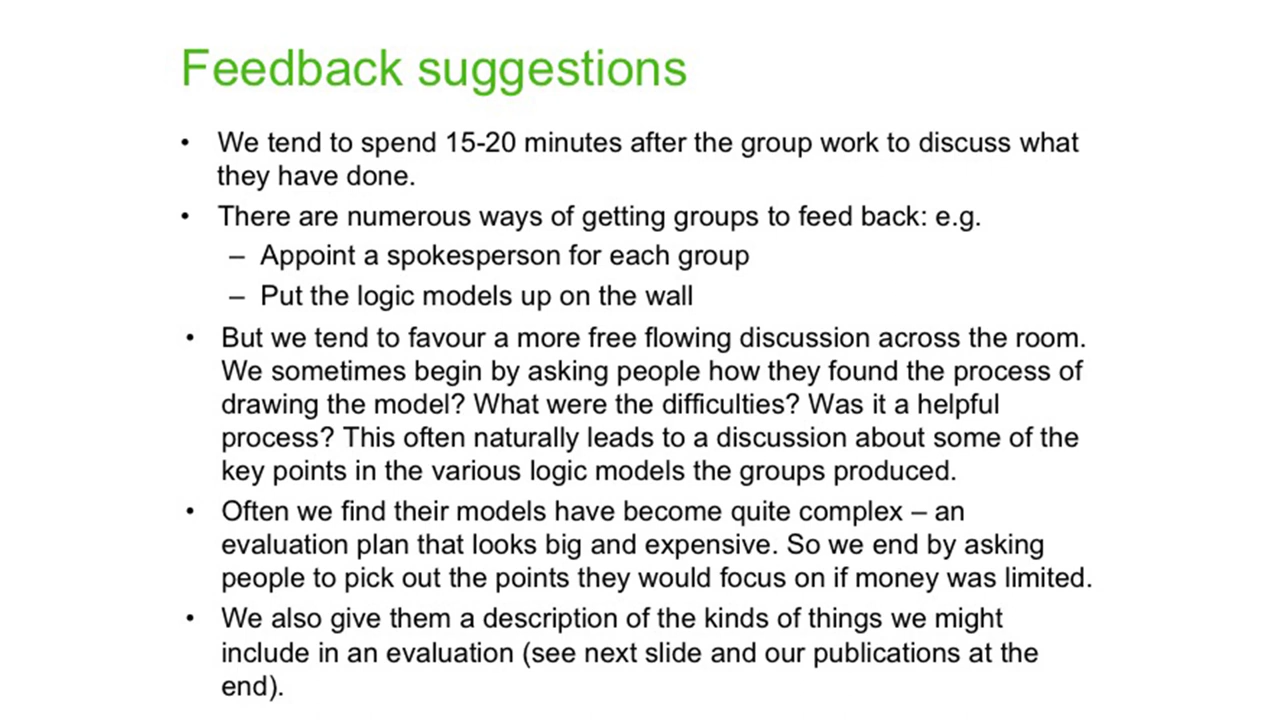 Feedback suggestions
• We tend to spend 15-20 minutes after the group work to discuss what
they have done.
• There are numerous ways of getting groups to feed back: e.g.
– Appoint a spokesperson for each group
– Put the logic models up on the wall
• But we tend to favour a more free flowing discussion across the room.
We sometimes begin by asking people how they found the process of
drawing the model? What were the difficulties? Was it a helpful
process? This often naturally leads to a discussion about some of the
key points in the various logic models the groups produced.
• Often we find their models have become quite complex – an
evaluation plan that looks big and expensive. So we end by asking
people to pick out the points they would focus on if money was limited.
• We also give them a description of the kinds of things we might
include in an evaluation (see next slide and our publications at the
end).